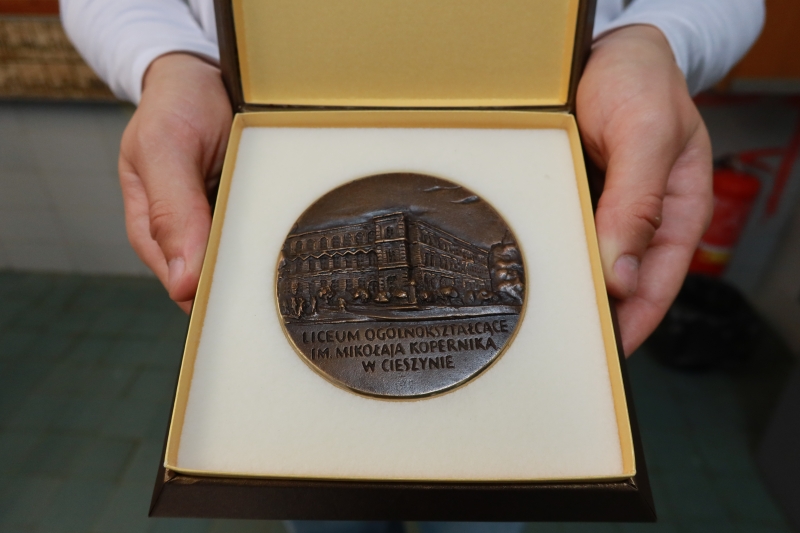 LICEUM OGÓLNOKSZTAŁCĄCE
IM. MIKOŁAJA KOPERNIKA
W CIESZYNIE